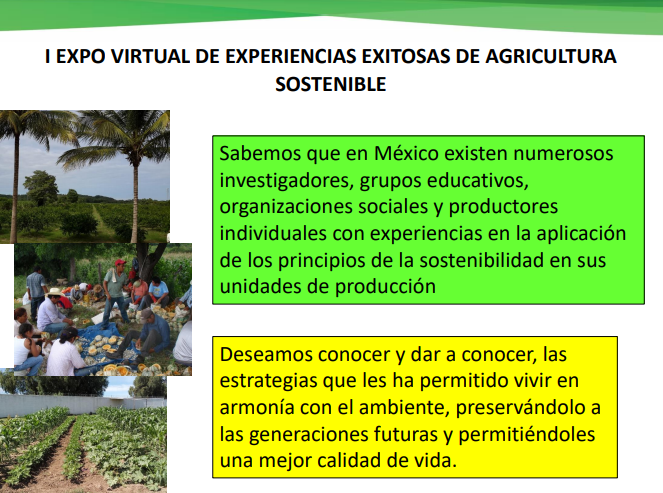 I EXPO VIRTUAL DE EXPERIENCIAS EXITOSAS DE AGRICULTURA
SOSTENIBLE
Sabemos que en México existen numerosos
investigadores, grupos educativos,
organizaciones sociales y productores
individuales con experiencias en la aplicación
de los principios de la sostenibilidad en sus
unidades de producción
Deseamos conocer y dar a conocer, las
estrategias que les ha permitido vivir en
armonía con el ambiente, preservándolo a
las generaciones futuras y permitiéndoles
una mejor calidad de vida.